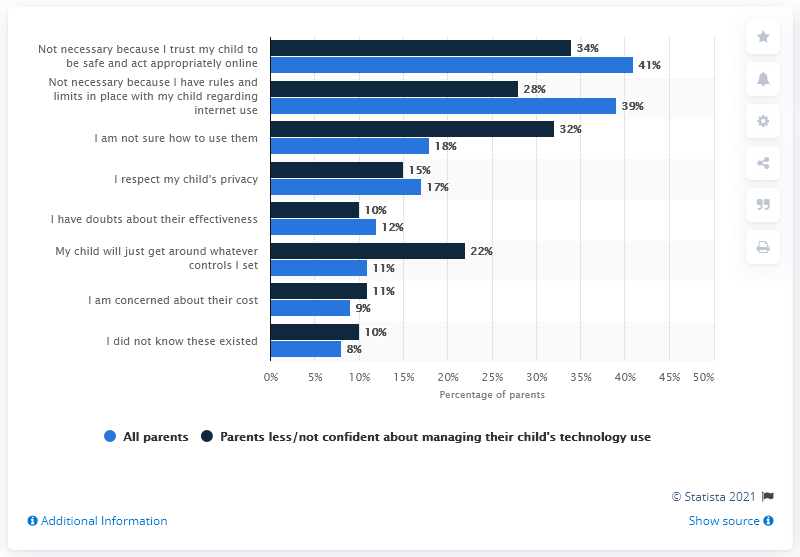 Not necessary because I trust my child to
be safe and act appropriately online
34%
41%
Not necessary because I have rules and
limits in place with my child regarding
internet use
28%
39%
I am not sure how to use them
32%
18%
I respect my child's privacy
15%
17%
I have doubts about their effectiveness
10%
12%
My child will just get around whatever
controls I set
22%
11%
I am concerned about their cost
11%
9%
I did not know these existed
10%
8%
0% 5% 10% 15% 20% 25% 30% 35% 40% 45% 50%
Percentage of parents
All parents Parents less/not confident about managing their child's technology use
© Statista 2021
Additional Information Show source